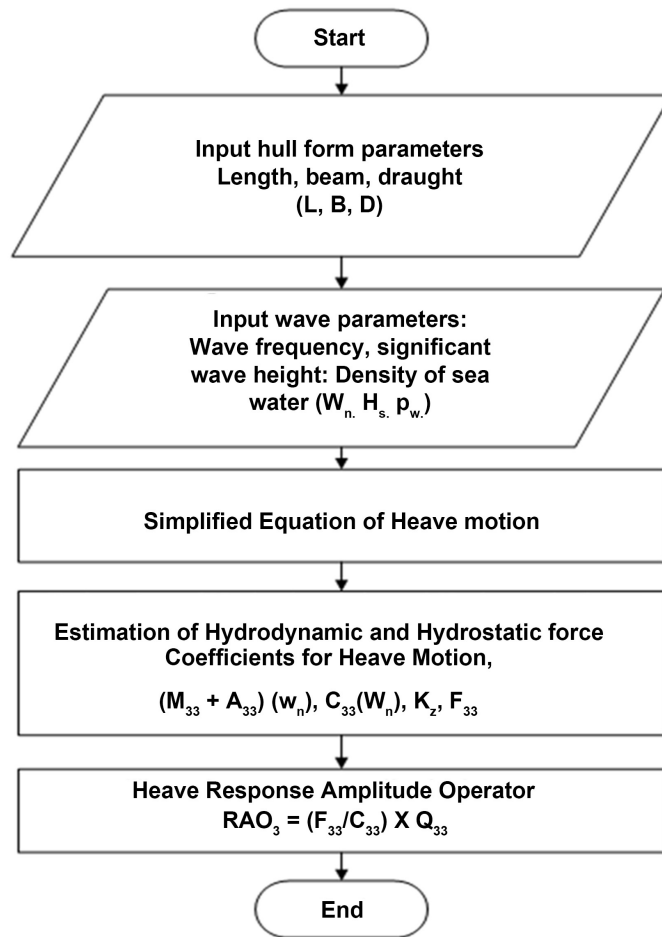 Start
Input hull form parameters
Length, beam, draught
(L, B, D)
Input wave parameters:
Wave frequency, significant
wave height: Density of sea
water (Wₙ. Hₛ. p_w.)
Simplified Equation of Heave motion
Estimation of Hydrodynamic and Hydrostatic force
Coefficients for Heave Motion,
(M₃₃ + A₃₃) (wₙ), C₃₃(Wₙ), K_z, F₃₃
Heave Response Amplitude Operator
RAO₃ = (F₃₃/C₃₃) X Q₃₃
End